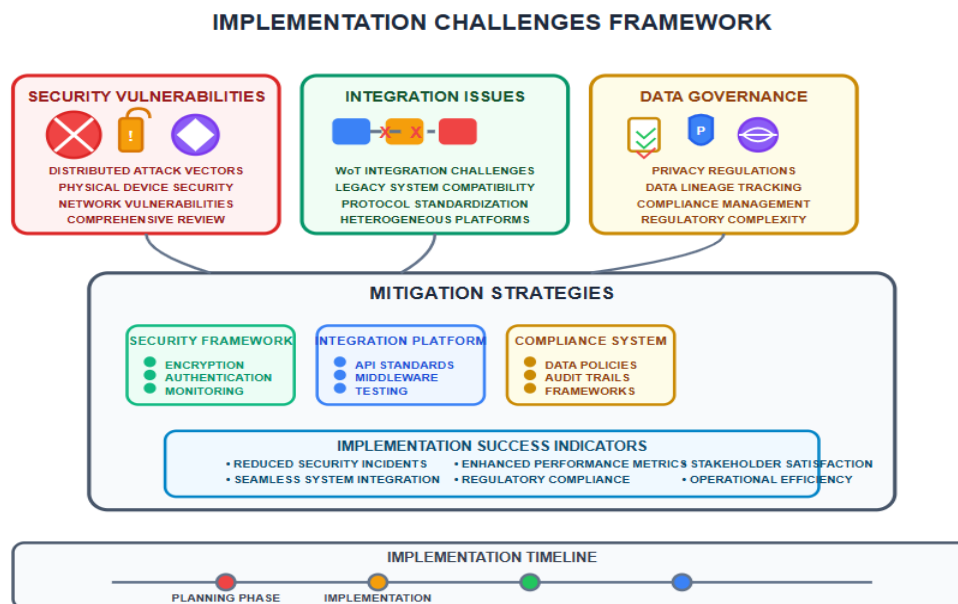 IMPLEMENTATION CHALLENGES FRAMEWORK
SECURITY VULNERABILITIES
!
DISTRIBUTED ATTACK VECTORS
PHYSICAL DEVICE SECURITY
NETWORK VULNERABILITIES
COMPREHENSIVE REVIEW
INTEGRATION ISSUES
X X
WoT INTEGRATION CHALLENGES
LEGACY SYSTEM COMPATIBILITY
PROTOCOL STANDARDIZATION
HETEROGENEOUS PLATFORMS
DATA GOVERNANCE
P
PRIVACY REGULATIONS
DATA LINEAGE TRACKING
COMPLIANCE MANAGEMENT
REGULATORY COMPLEXITY
MITIGATION STRATEGIES
SECURITY FRAMEWORK
ENCRYPTION
AUTHENTICATION
MONITORING
INTEGRATION PLATFORM
API STANDARDS
MIDDLEWARE
TESTING
COMPLIANCE SYSTEM
DATA POLICIES
AUDIT TRAILS
FRAMEWORKS
IMPLEMENTATION SUCCESS INDICATORS
• REDUCED SECURITY INCIDENTS
• SEAMLESS SYSTEM INTEGRATION
• ENHANCED PERFORMANCE METRICS
• REGULATORY COMPLIANCE
• STAKEHOLDER SATISFACTION
• OPERATIONAL EFFICIENCY
IMPLEMENTATION TIMELINE
PLANNING PHASE
IMPLEMENTATION